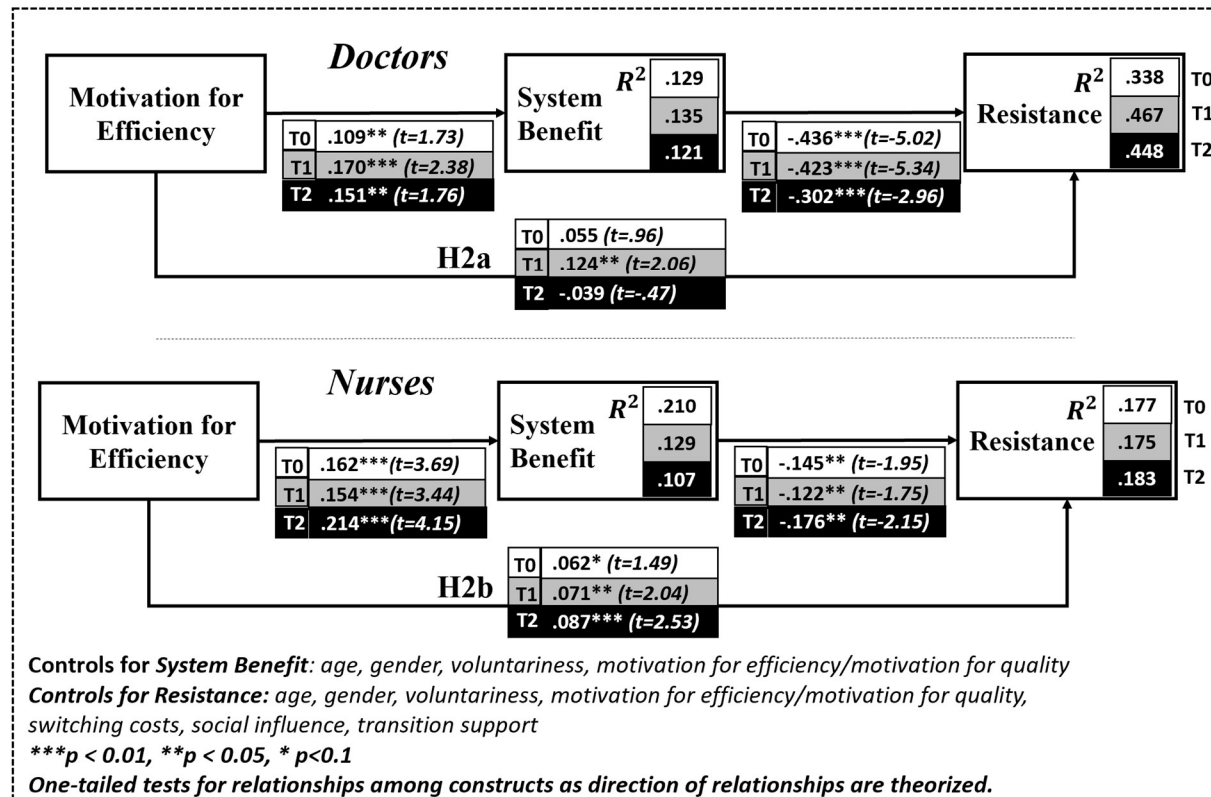 Doctors
Motivation for
Efficiency
System
Benefit
R²
.129
.135
.121
R²
Resistance
.338 T0
.467 T1
.448 T2
T0 .109** (t=1.73)
T1 .170*** (t=2.38)
T2 .151** (t=1.76)
T0 -.436*** (t=-5.02)
T1 -.423*** (t=-5.34)
T2 -.302*** (t=-2.96)
H2a
T0 .055 (t=.96)
T1 .124** (t=2.06)
T2 -.039 (t=-.47)
Nurses
Motivation for
Efficiency
System
Benefit
R²
.210
.129
.107
R²
Resistance
.177 T0
.175 T1
.183 T2
T0 .162*** (t=3.69)
T1 .154*** (t=3.44)
T2 .214*** (t=4.15)
T0 -.145** (t=-1.95)
T1 -.122** (t=-1.75)
T2 -.176** (t=-2.15)
H2b
T0 .062* (t=1.49)
T1 .071** (t=2.04)
T2 .087*** (t=2.53)
Controls for System Benefit: age, gender, voluntariness, motivation for efficiency/motivation for quality
Controls for Resistance: age, gender, voluntariness, motivation for efficiency/motivation for quality,
switching costs, social influence, transition support
***p < 0.01, **p < 0.05, * p<0.1
One-tailed tests for relationships among constructs as direction of relationships are theorized.